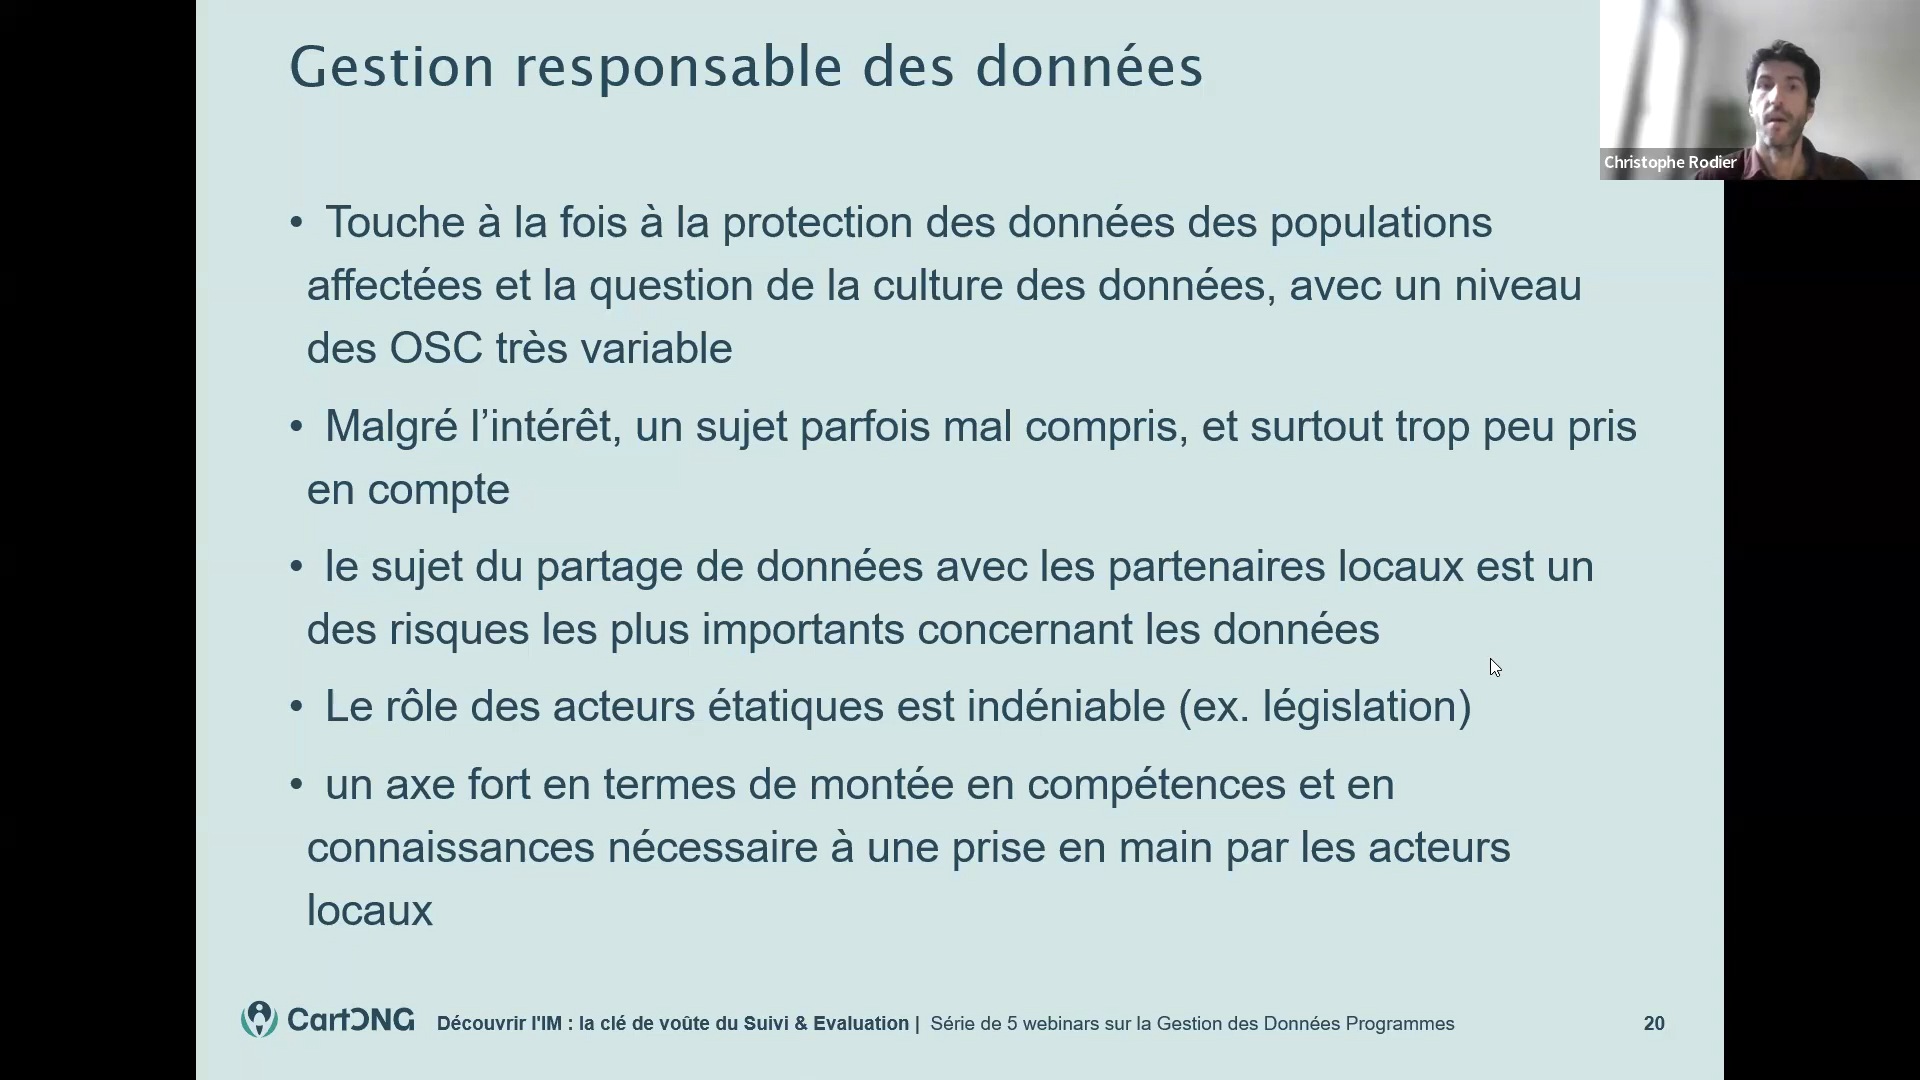 Gestion responsable des données
Christophe Rodier
• Touche à la fois à la protection des données des populations
affectées et la question de la culture des données, avec un niveau
des OSC très variable
• Malgré l’intérêt, un sujet parfois mal compris, et surtout trop peu pris
en compte
• le sujet du partage de données avec les partenaires locaux est un
des risques les plus importants concernant les données
• Le rôle des acteurs étatiques est indéniable (ex. législation)
• un axe fort en termes de montée en compétences et en
connaissances nécessaire à une prise en main par les acteurs
locaux
CartONG Découvrir l'IM : la clé de voûte du Suivi & Evaluation | Série de 5 webinars sur la Gestion des Données Programmes 20